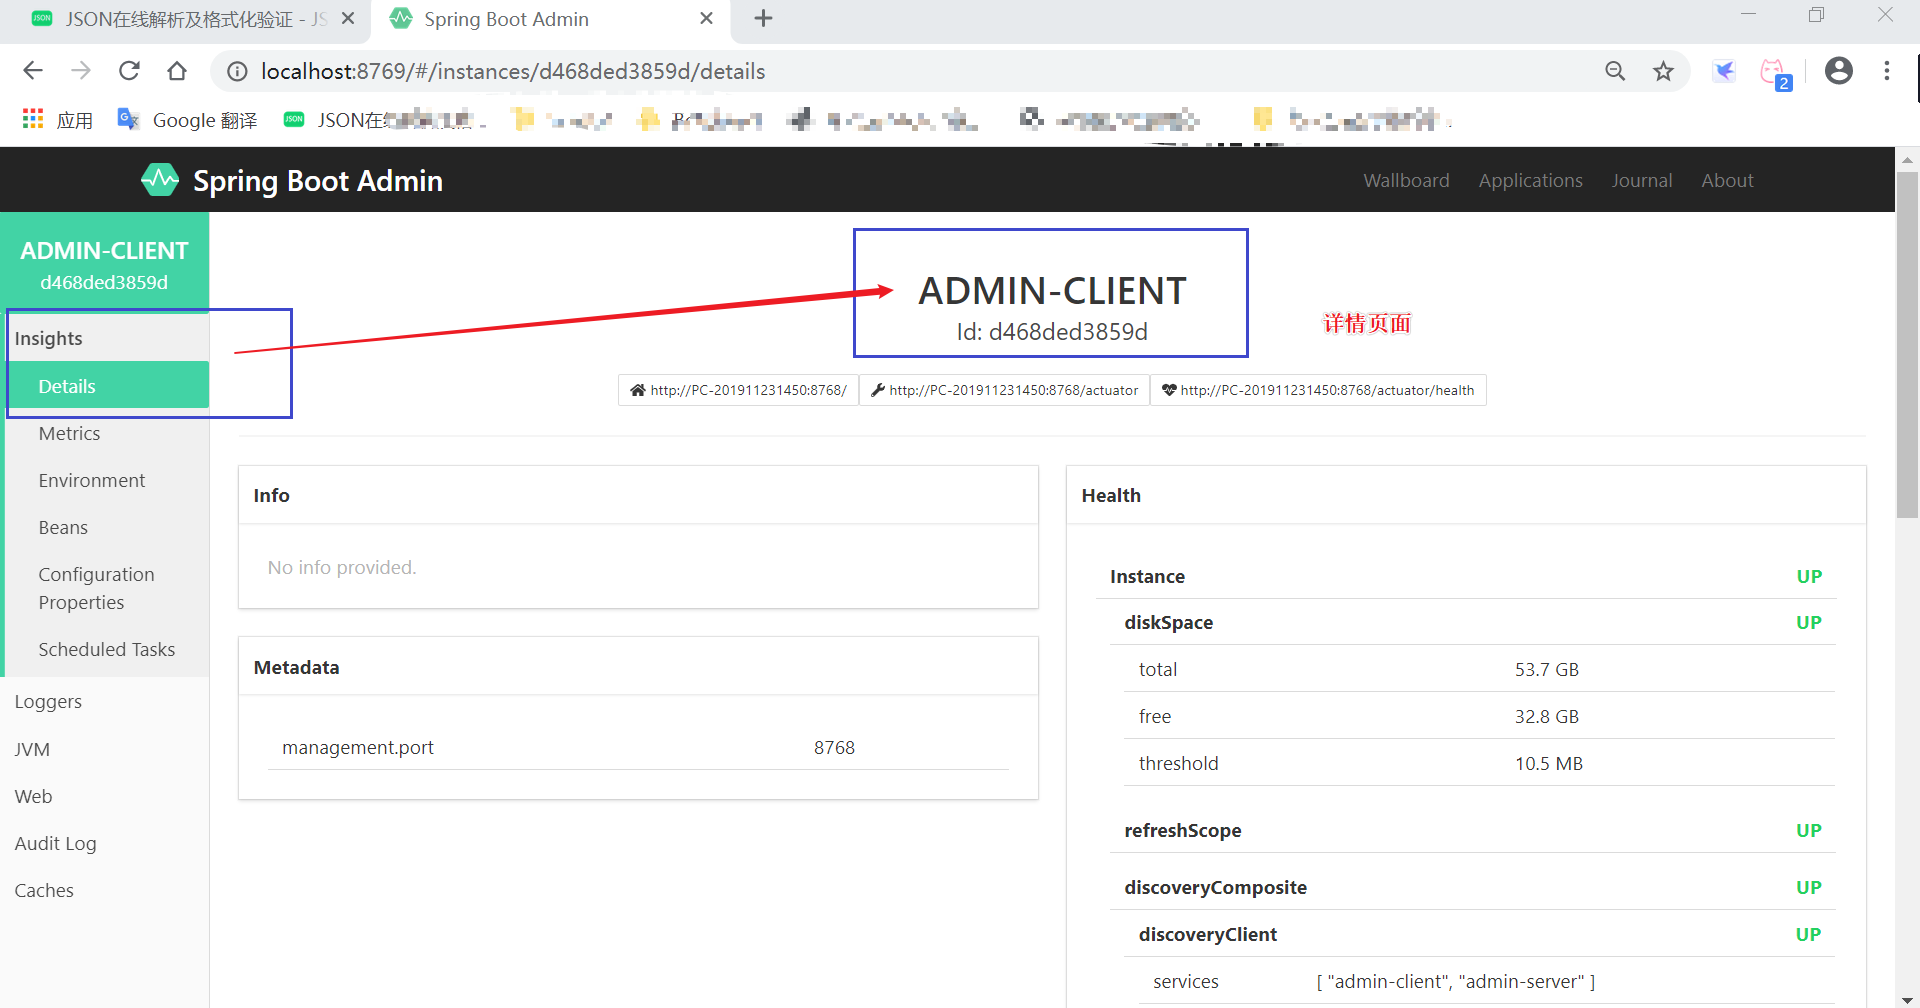 JSON在线解析及格式化验证 - JS
Spring Boot Admin
localhost:8769/#/instances/d468ded3859d/details
2
应用
Google 翻译
JSON在线
Spring Boot Admin
Wallboard
Applications
Journal
About
ADMIN-CLIENT
d468ded3859d
Insights
Details
Metrics
Environment
Beans
Configuration
Properties
Scheduled Tasks
Loggers
JVM
Web
Audit Log
Caches
ADMIN-CLIENT
Id: d468ded3859d
详情页面
http://PC-201911231450:8768/
http://PC-201911231450:8768/actuator
http://PC-201911231450:8768/actuator/health
Info
No info provided.
Metadata
management.port 8768
Health
Instance UP
diskSpace UP
total 53.7 GB
free 32.8 GB
threshold 10.5 MB
refreshScope UP
discoveryComposite UP
discoveryClient UP
services [ "admin-client", "admin-server" ]